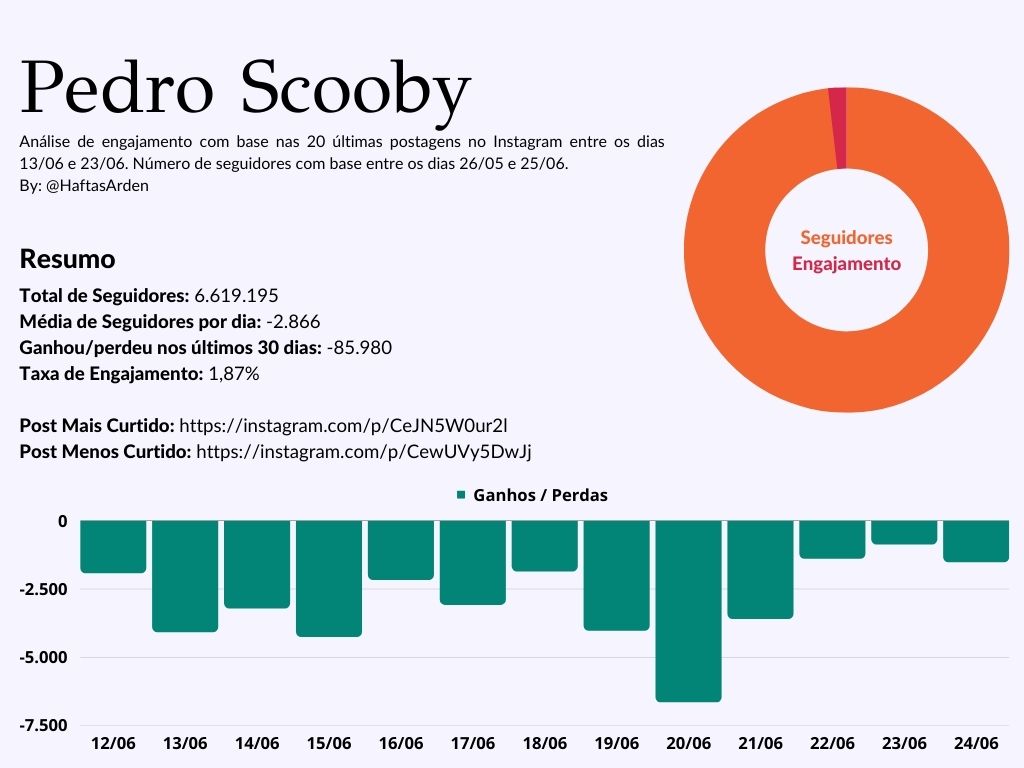 Pedro Scooby
Análise de engajamento com base nas 20 últimas postagens no Instagram entre os dias
13/06 e 23/06. Número de seguidores com base entre os dias 26/05 e 25/06.
By: @HaftasArden
Seguidores
Engajamento
Resumo
Total de Seguidores: 6.619.195
Média de Seguidores por dia: -2.866
Ganhou/perdeu nos últimos 30 dias: -85.980
Taxa de Engajamento: 1,87%
Post Mais Curtido: https://instagram.com/p/CeJN5W0ur2l
Post Menos Curtido: https://instagram.com/p/CewUVy5DwJj
Ganhos / Perdas
0
-2.500
-5.000
-7.500
12/06 13/06 14/06 15/06 16/06 17/06 18/06 19/06 20/06 21/06 22/06 23/06 24/06